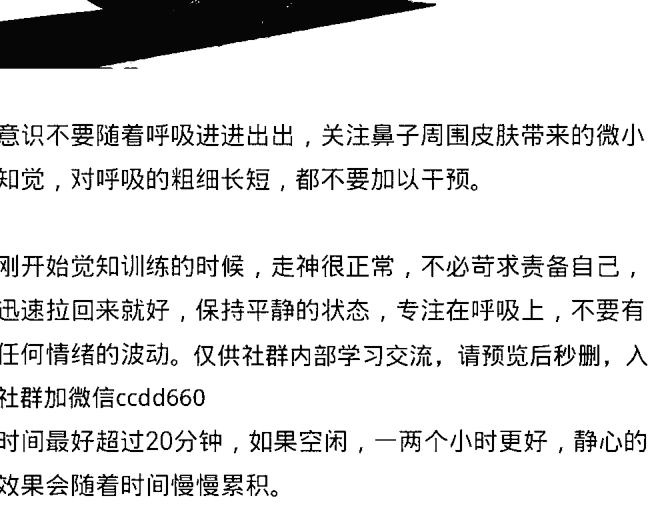 意识不要随着呼吸进进出出，关注鼻子周围皮肤带来的微小
知觉，对呼吸的粗细长短，都不要加以干预。
刚开始觉知训练的时候，走神很正常，不必苛求责备自己，
迅速拉回来就好，保持平静的状态，专注在呼吸上，不要有
任何情绪的波动。仅供社群内部学习交流，请预览后秒删，入
社群加微信ccdd660
时间最好超过20分钟，如果空闲，一两个小时更好，静心的
效果会随着时间慢慢累积。